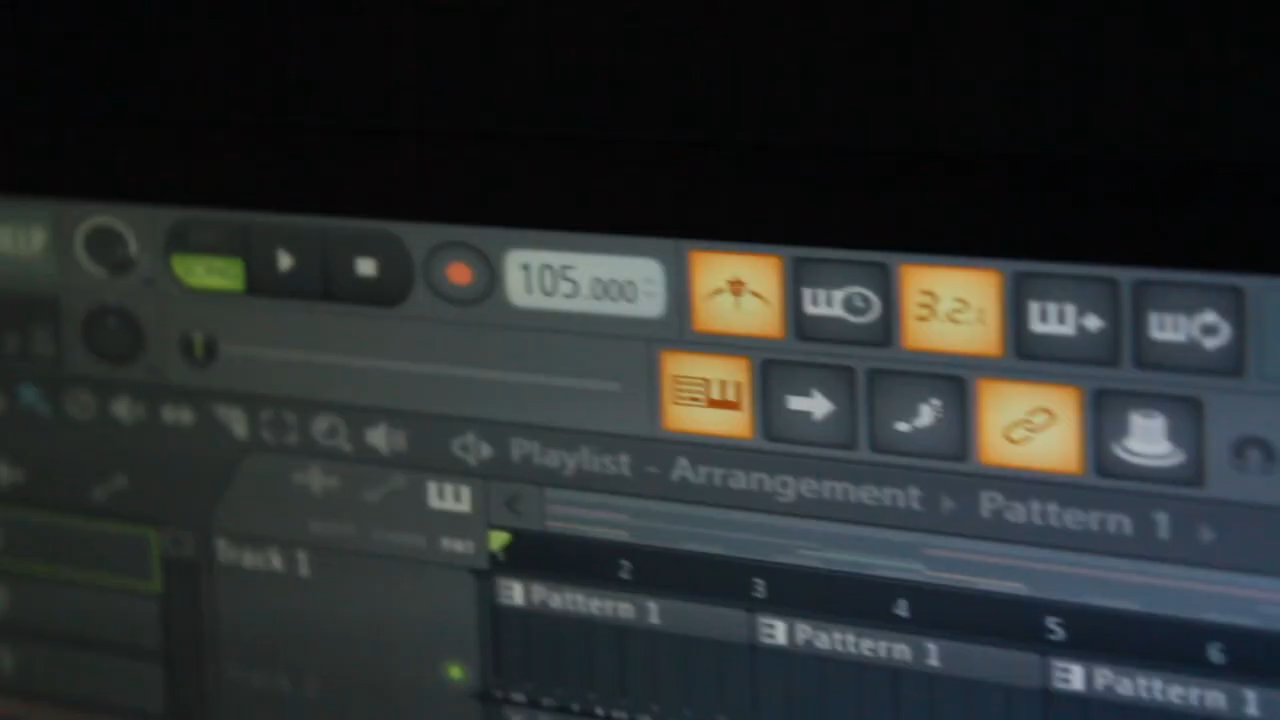 SONG
105.000
3.2.1
Playlist - Arrangement ▸ Pattern 1 ▸
Track 1
2 3 4 5 6
Pattern 1
Pattern 1
Pattern 1